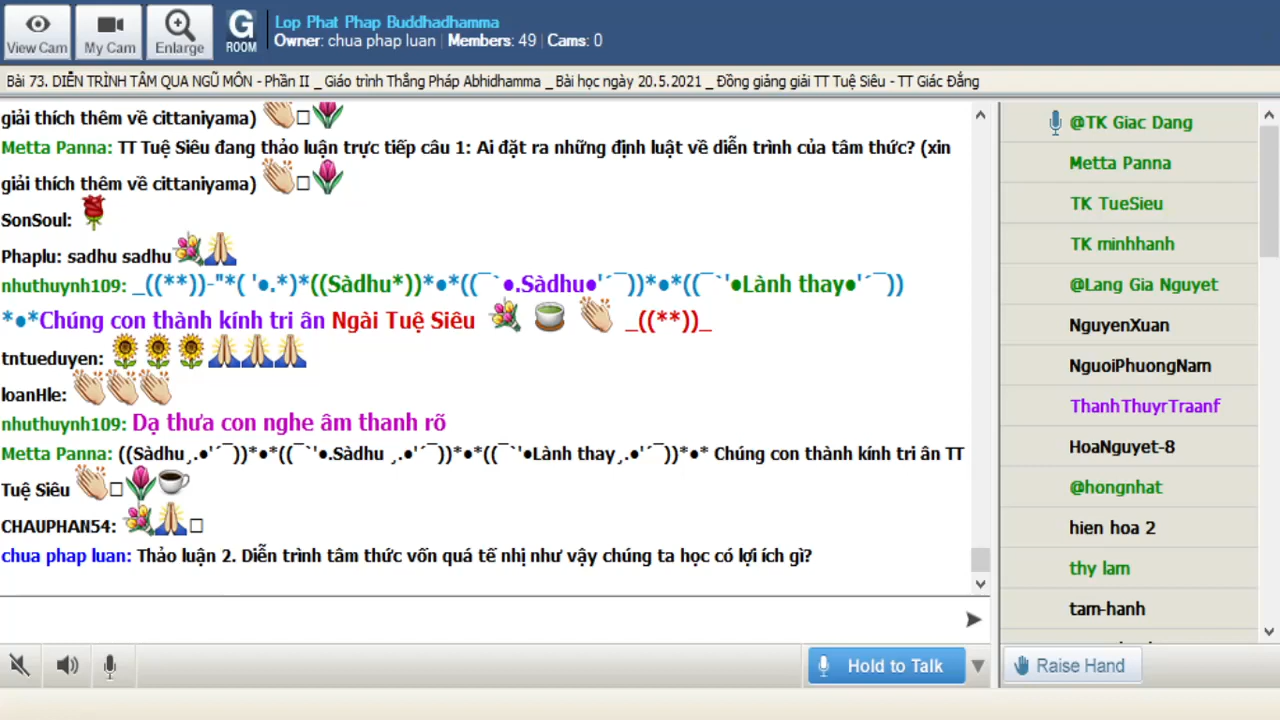 View Cam
My Cam
Enlarge
G
ROOM
Lop Phat Phap Buddhadhamma
Owner: chua phap luan | Members: 49 | Cams: 0
Bài 73. DIỄN TRÌNH TÂM QUA NGŨ MÔN - Phần II _ Giáo trình Thắng Pháp Abhidhamma _ Bài học ngày 20.5.2021 _ Đồng giảng giải TT Tuệ Siêu - TT Giác Đẳng
giải thích thêm về cittaniyama) 👏□🌷
Metta Panna: TT Tuệ Siêu đang thảo luận trực tiếp câu 1: Ai đặt ra những định luật về diễn trình của tâm thức? (xin
giải thích thêm về cittaniyama) 👏□🌷
SonSoul: 🌹
Phaplu: sadhu sadhu💐🙏
nhuthuynh109: _((**))-"*( '●.*)*((Sàdhu*))*●*((¯`●.Sàdhu●'´¯))*●*((¯`'●Lành thay●'´¯))
*●*Chúng con thành kính tri ân Ngài Tuệ Siêu 💐 🍵 👏 _((**))_
tntueduyen: 🌻🌻🌻🙏🙏🙏
loanHle: 👏👏👏
nhuthuynh109: Dạ thưa con nghe âm thanh rõ
Metta Panna: ((Sàdhu¸.●'´¯))*●*((¯`'●.Sàdhu ¸.●'´¯))*●*((¯`'●Lành thay¸.●'´¯))*●* Chúng con thành kính tri ân TT
Tuệ Siêu 👏□🌷☕
CHAUPHAN54: 💐🙏□
chua phap luan: Thảo luận 2. Diễn trình tâm thức vốn quá tế nhị như vậy chúng ta học có lợi ích gì?
@TK Giac Dang
Metta Panna
TK TueSieu
TK minhhanh
@Lang Gia Nguyet
NguyenXuan
NguoiPhuongNam
ThanhThuyrTraanf
HoaNguyet-8
@hongnhat
hien hoa 2
thy lam
tam-hanh
Hold to Talk
Raise Hand